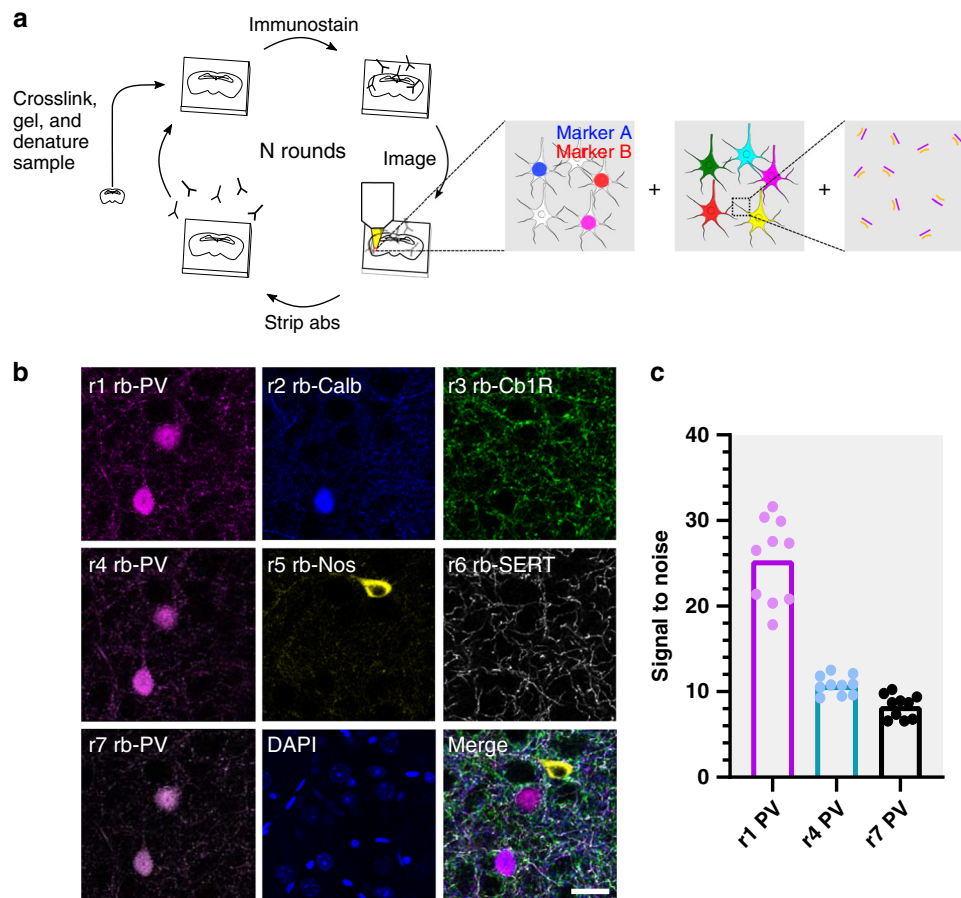 a
Immunostain
Crosslink,
gel, and
denature
sample
N rounds
Image
Strip abs
Marker A
Marker B
+
+
b
r1 rb-PV
r2 rb-Calb
r3 rb-Cb1R
r4 rb-PV
r5 rb-Nos
r6 rb-SERT
r7 rb-PV
DAPI
Merge
c
Signal to noise
40
30
20
10
0
r1 PV
r4 PV
r7 PV